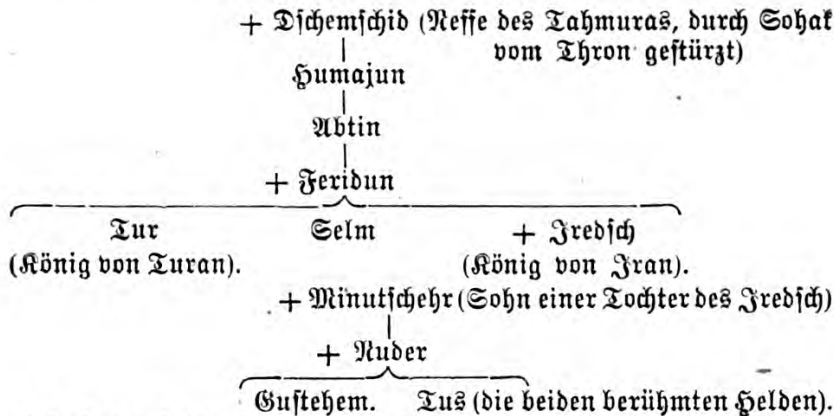 + Dschemschid (Neffe des Tahmuras, durch Sohak
vom Thron gestürzt)
Humajun
Abtin
+ Feridun
Tur Selm + Iredsch
(König von Turan). (König von Iran).
+ Minutschehr (Sohn einer Tochter des Iredsch)
+ Nuder
Gustehem. Tus (die beiden berühmten Helden).